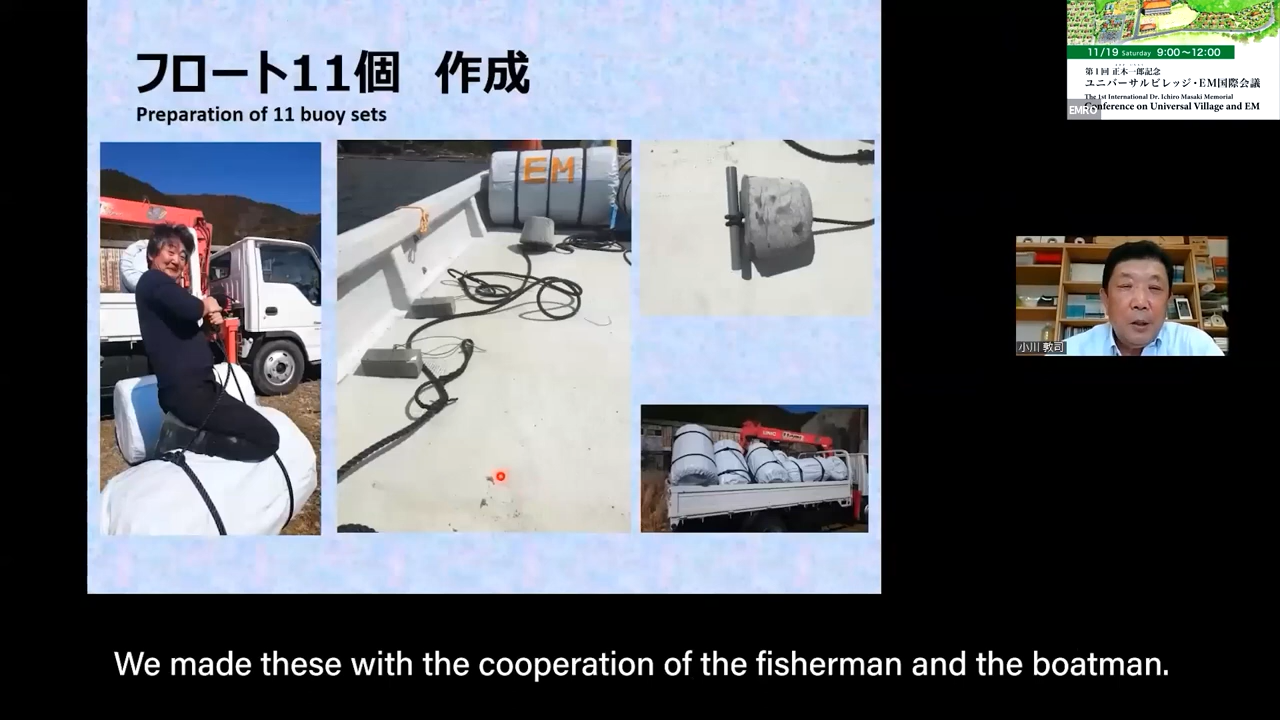 フロート11個 作成
Preparation of 11 buoy sets
EM
UNIC
11/19 Saturday 9:00～12:00
第1回 正木一郎記念
ユニバーサルビレッジ・EM国際会議
The 1st International Dr. Ichiro Masaki Memorial
Conference on Universal Village and EM
EMRO
小川 敦司
We made these with the cooperation of the fisherman and the boatman.